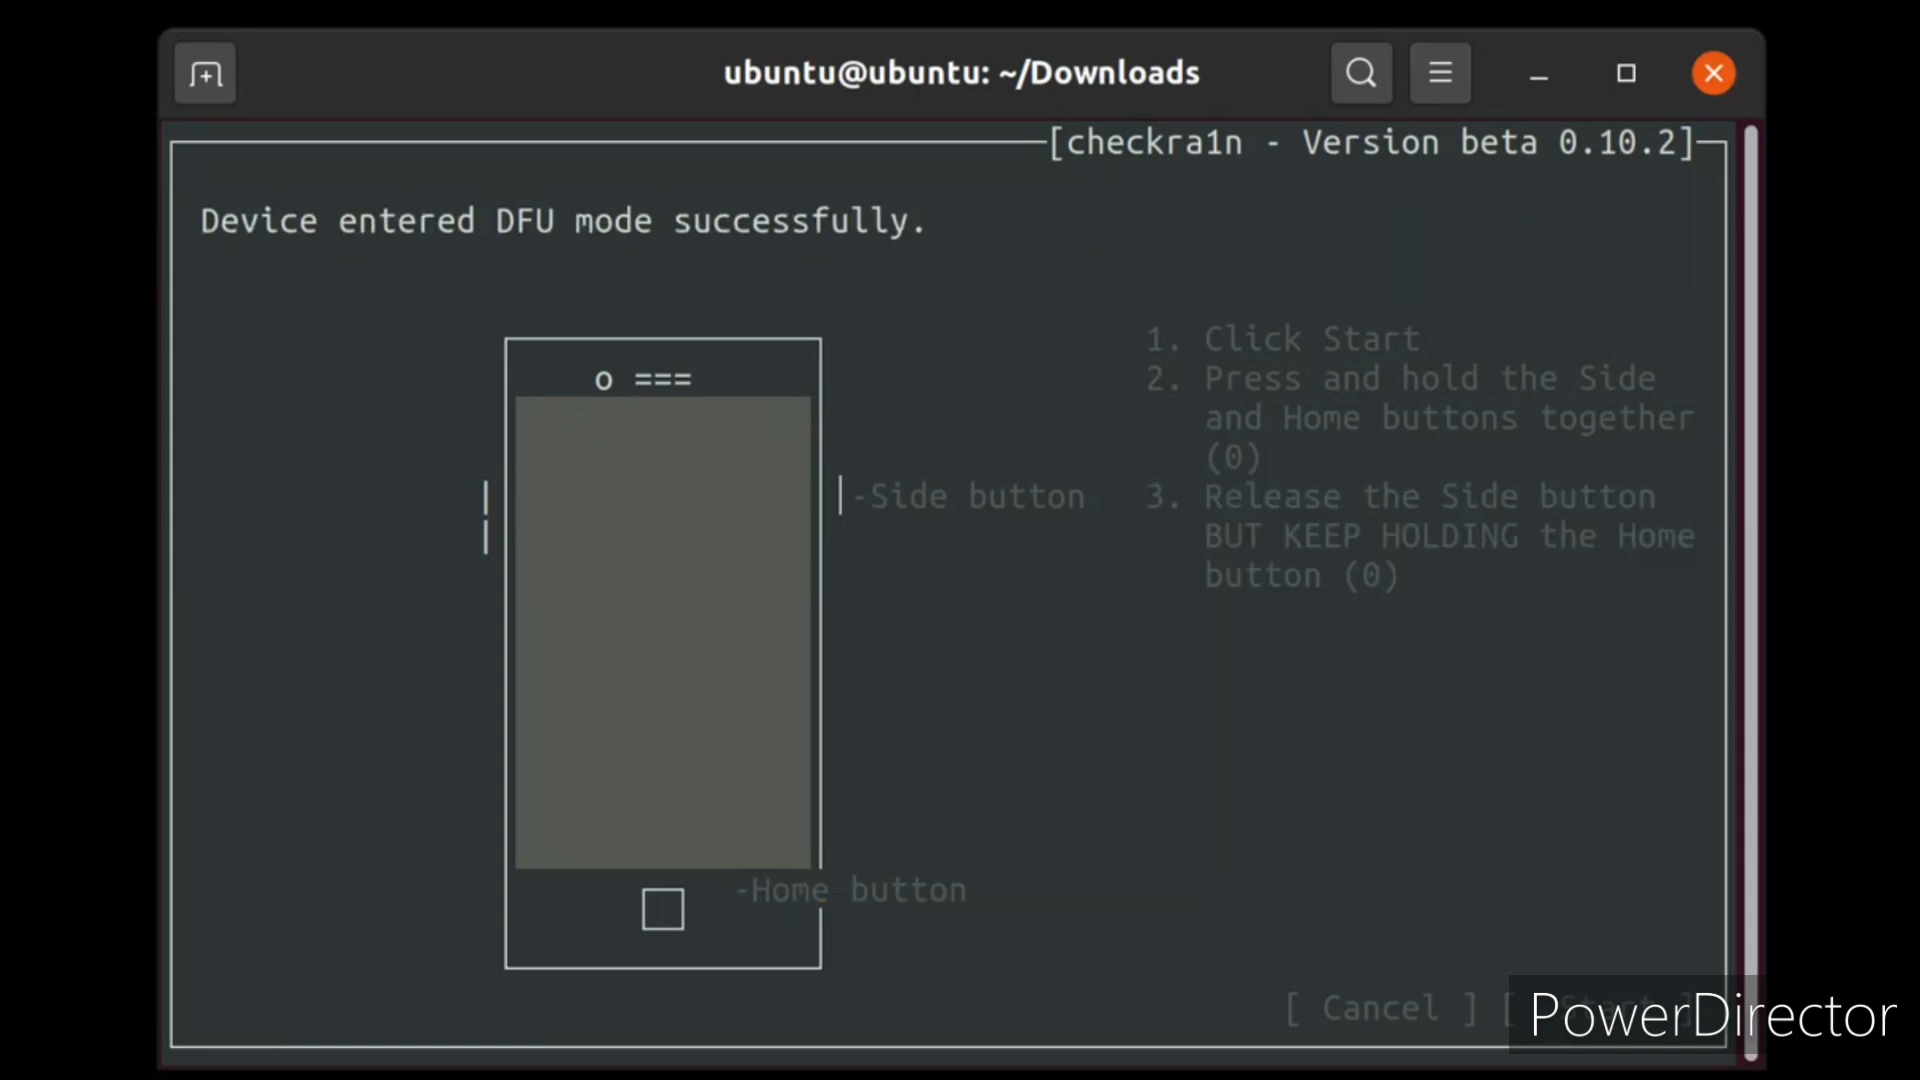 ubuntu@ubuntu: ~/Downloads
[checkra1n - Version beta 0.10.2]
Device entered DFU mode successfully.
o ===
1. Click Start
2. Press and hold the Side
and Home buttons together
(0)
-Side button
3. Release the Side button
BUT KEEP HOLDING the Home
button (0)
-Home button
[ Cancel ] [ Start ]
PowerDirector